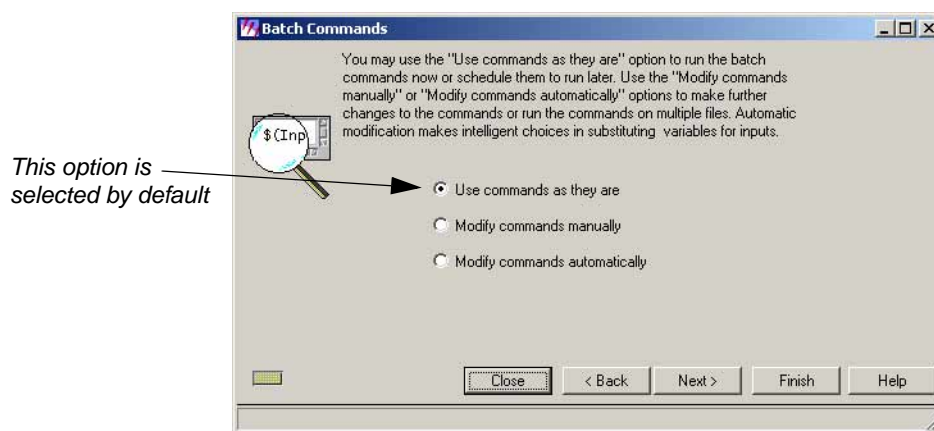 Batch Commands
You may use the "Use commands as they are" option to run the batch
commands now or schedule them to run later. Use the "Modify commands
manually" or "Modify commands automatically" options to make further
changes to the commands or run the commands on multiple files. Automatic
modification makes intelligent choices in substituting variables for inputs.
$(Inp
This option is
selected by default
Use commands as they are
Modify commands manually
Modify commands automatically
Close
< Back
Next >
Finish
Help